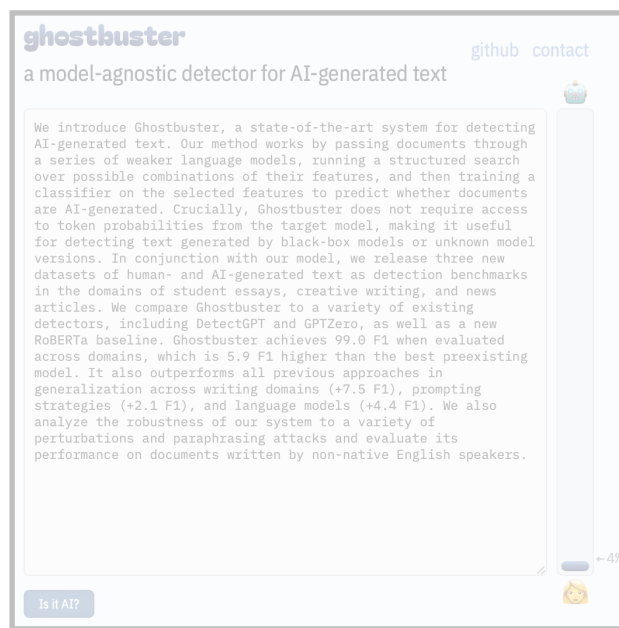 ghostbuster
github contact
a model-agnostic detector for AI-generated text
We introduce Ghostbuster, a state-of-the-art system for detecting
AI-generated text. Our method works by passing documents through
a series of weaker language models, running a structured search
over possible combinations of their features, and then training a
classifier on the selected features to predict whether documents
are AI-generated. Crucially, Ghostbuster does not require access
to token probabilities from the target model, making it useful
for detecting text generated by black-box models or unknown model
versions. In conjunction with our model, we release three new
datasets of human- and AI-generated text as detection benchmarks
in the domains of student essays, creative writing, and news
articles. We compare Ghostbuster to a variety of existing
detectors, including DetectGPT and GPTZero, as well as a new
RoBERTa baseline. Ghostbuster achieves 99.0 F1 when evaluated
across domains, which is 5.9 F1 higher than the best preexisting
model. It also outperforms all previous approaches in
generalization across writing domains (+7.5 F1), prompting
strategies (+2.1 F1), and language models (+4.4 F1). We also
analyze the robustness of our system to a variety of
perturbations and paraphrasing attacks and evaluate its
performance on documents written by non-native English speakers.
←4%
Is it AI?